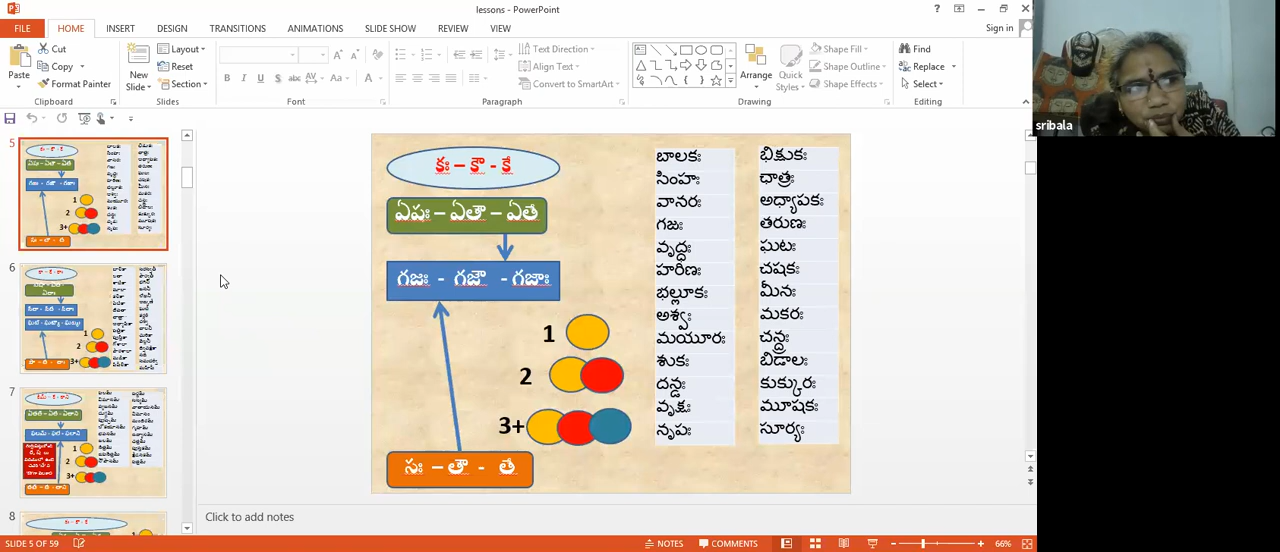 lessons - PowerPoint
Sign in
FILE HOME INSERT DESIGN TRANSITIONS ANIMATIONS SLIDE SHOW REVIEW VIEW
Paste
Cut
Copy
Format Painter
Clipboard
New Slide
Layout
Reset
Section
Slides
Font
Paragraph
Text Direction
Align Text
Convert to SmartArt
Arrange
Quick Styles
Shape Fill
Shape Outline
Shape Effects
Drawing
Find
Replace
Select
Editing
sribala
5
6
7
8
కః – కౌ - కే
ఏషః – ఏతౌ – ఏతే
గజః - గజౌ - గజాః
1
2
3+
సః – తౌ - తే
బాలకః
సింహః
వానరః
గజః
వృద్ధః
హరిణః
భల్లూకః
అశ్వః
మయూరః
శుకః
దన్డః
వృక్షః
నృపః
భిక్షుకః
ఛాత్రః
అధ్యాపకః
తరుణః
ఘటః
చషకః
మీనః
మకరః
చన్ద్రః
బిడాలః
కుక్కురః
మూషకః
సూర్యః
Click to add notes
SLIDE 5 OF 59
NOTES
COMMENTS
66%